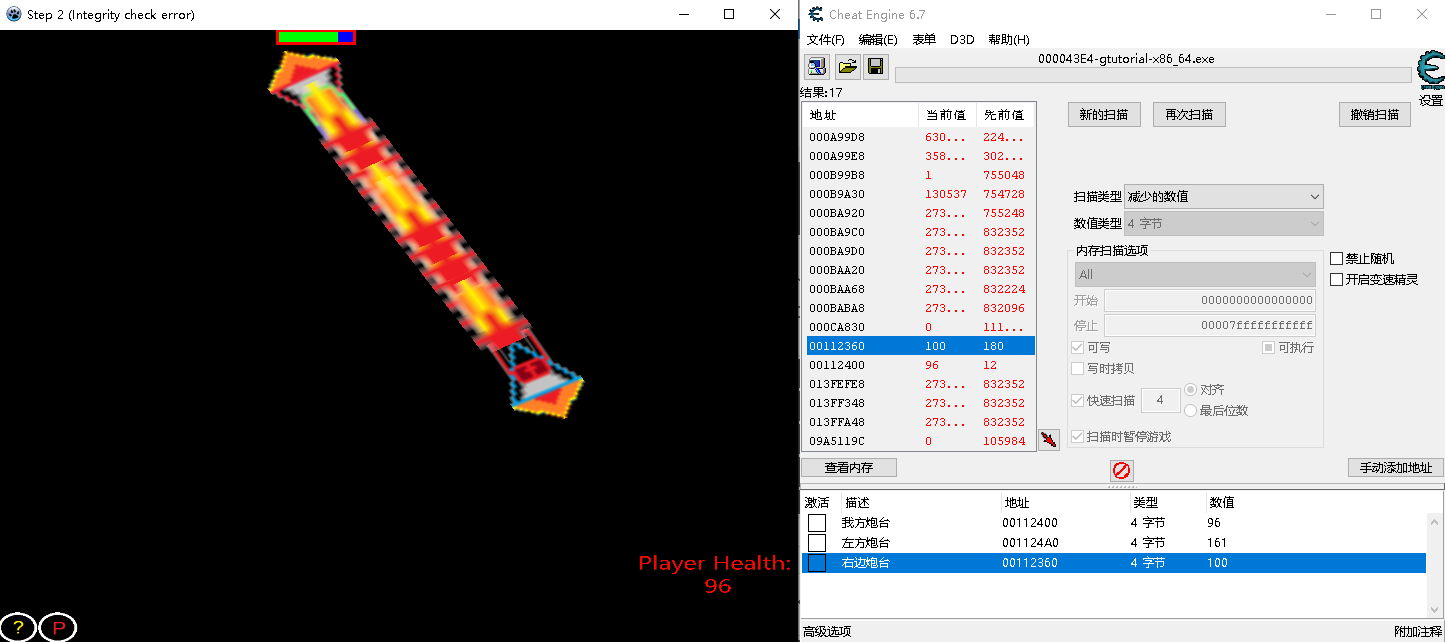 Step 2 (Integrity check error)
Player Health:
96
?
P
Cheat Engine 6.7
文件(F) 编辑(E) 表单 D3D 帮助(H)
000043E4-gtutorial-x86_64.exe
设置
结果:17
地址 当前值 先前值
000A99D8 630... 224...
000A99E8 358... 302...
000B99B8 1 755048
000B9A30 130537 754728
000BA920 273... 755248
000BA9C0 273... 832352
000BA9D0 273... 832352
000BAA20 273... 832352
000BAA68 273... 832224
000BABA8 273... 832096
000CA830 0 111...
00112360 100 180
00112400 96 12
013FEFE8 273... 832352
013FF348 273... 832352
013FFA48 273... 832352
09A5119C 0 105984
新的扫描 再次扫描 撤销扫描
扫描类型 减少的数值
数值类型 4 字节
内存扫描选项
All
开始 0000000000000000
停止 00007fffffffffff
可写 可执行
写时拷贝
快速扫描 4 对齐
最后位数
扫描时暂停游戏
禁止随机
开启变速精灵
查看内存 手动添加地址
激活 描述 地址 类型 数值
我方炮台 00112400 4 字节 96
左方炮台 001124A0 4 字节 161
右边炮台 00112360 4 字节 100
高级选项 附加注释